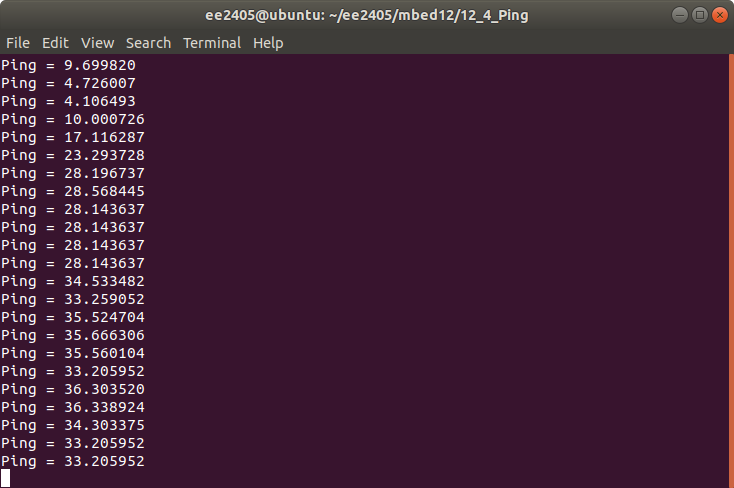 ee2405@ubuntu: ~/ee2405/mbed12/12_4_Ping
File Edit View Search Terminal Help
Ping = 9.699820
Ping = 4.726007
Ping = 4.106493
Ping = 10.000726
Ping = 17.116287
Ping = 23.293728
Ping = 28.196737
Ping = 28.568445
Ping = 28.143637
Ping = 28.143637
Ping = 28.143637
Ping = 28.143637
Ping = 34.533482
Ping = 33.259052
Ping = 35.524704
Ping = 35.666306
Ping = 35.560104
Ping = 33.205952
Ping = 36.303520
Ping = 36.338924
Ping = 34.303375
Ping = 33.205952
Ping = 33.205952